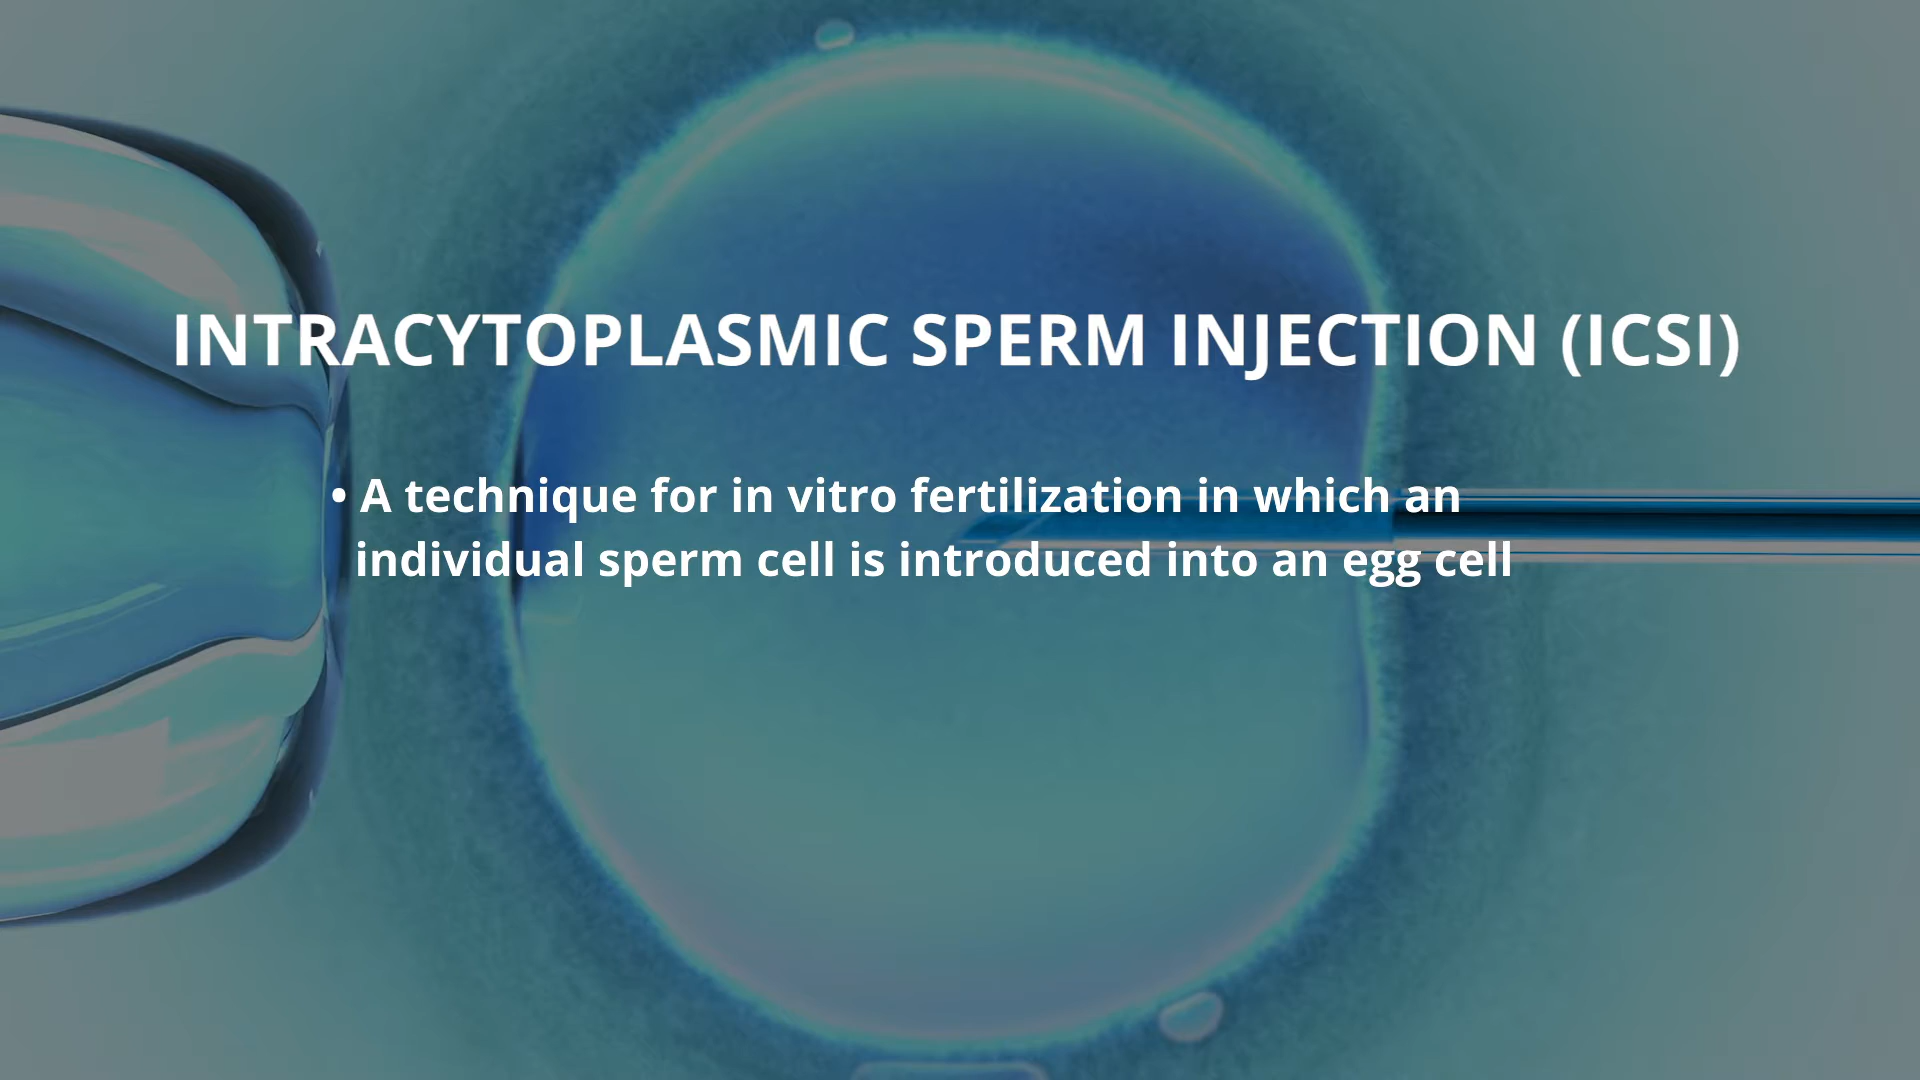 INTRACYTOPLASMIC SPERM INJECTION (ICSI)
• A technique for in vitro fertilization in which an
individual sperm cell is introduced into an egg cell